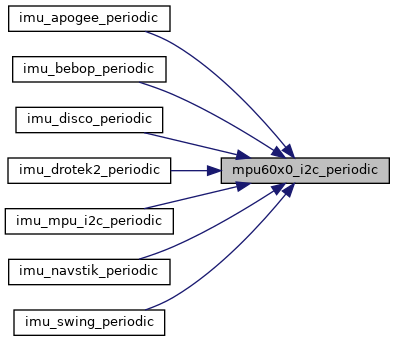 imu_apogee_periodic
imu_bebop_periodic
imu_disco_periodic
imu_drotek2_periodic
mpu60x0_i2c_periodic
imu_mpu_i2c_periodic
imu_navstik_periodic
imu_swing_periodic